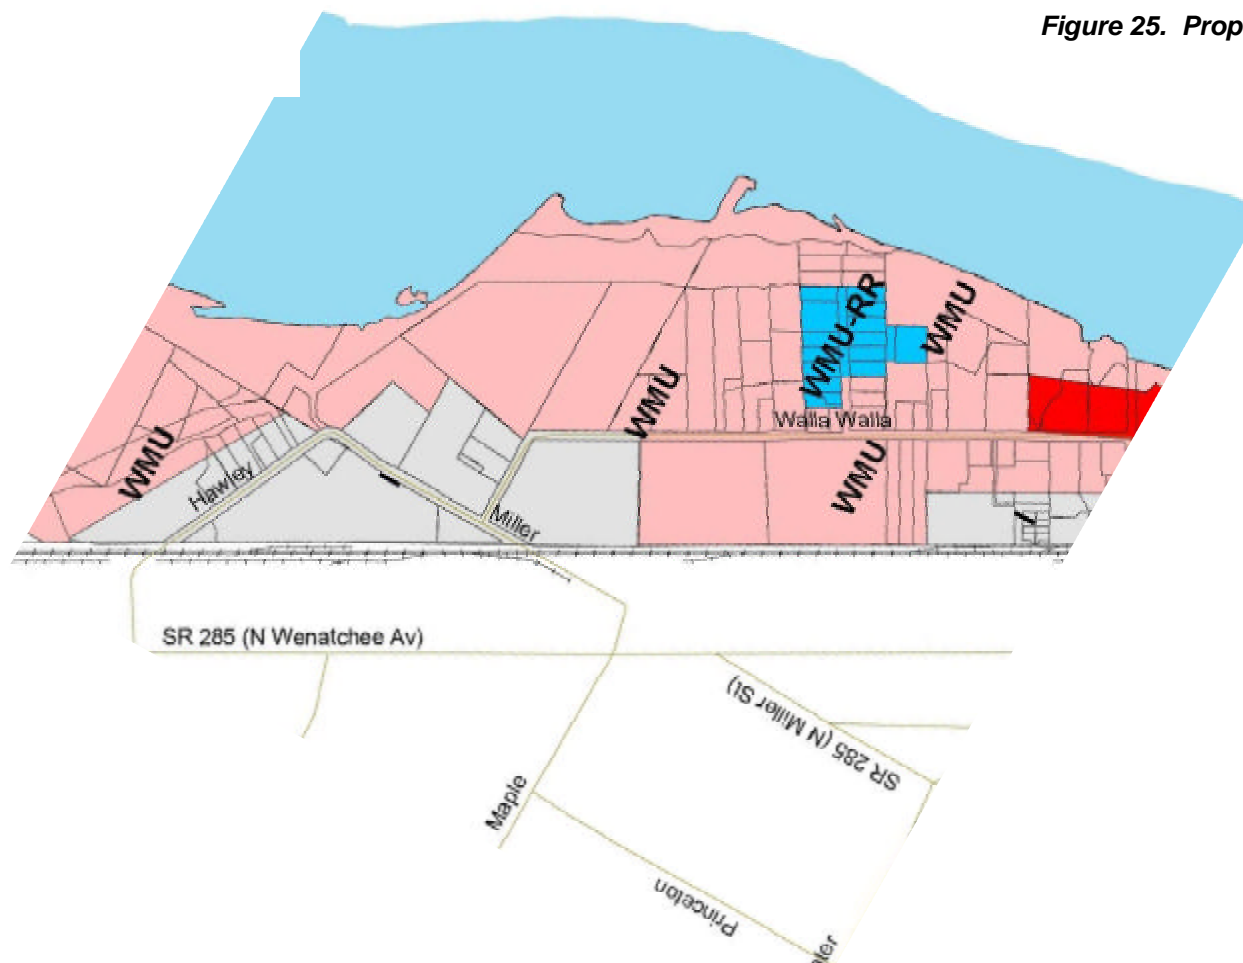 Figure 25. Prop
WMU-RR
WMU
WMU
Walla Walla
WMU
WMU
Hawley
Miller
SR 285 (N Wenatchee Av)
SR 285 (N Miller St)
Maple
Princeton